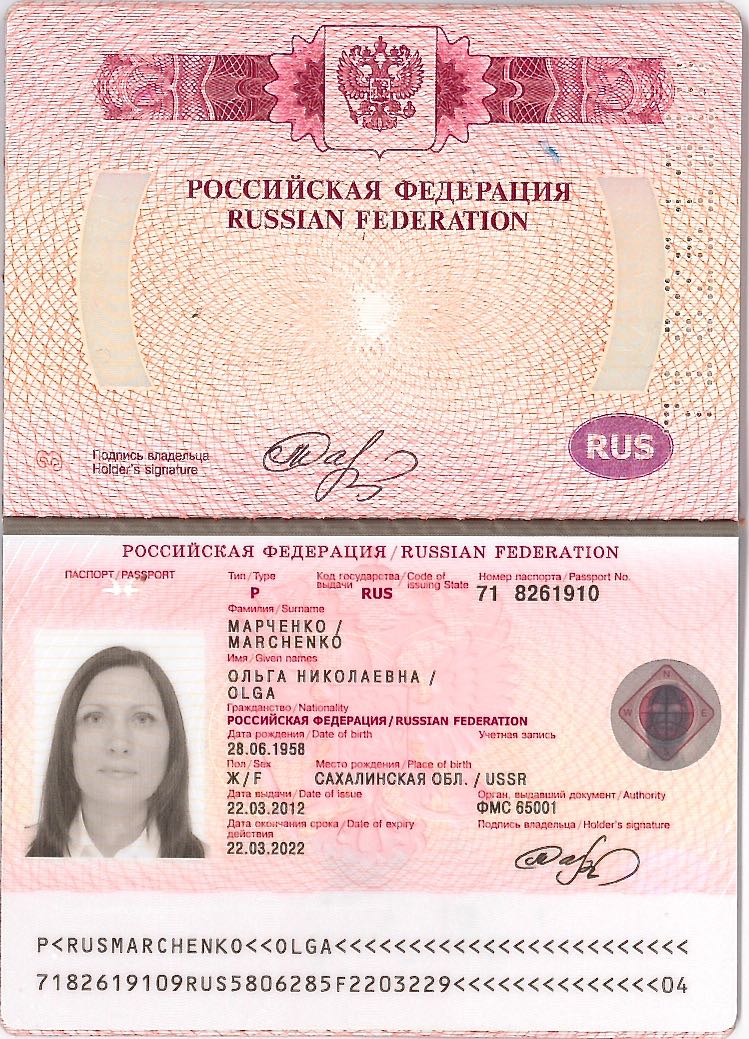 РОССИЙСКАЯ ФЕДЕРАЦИЯ
RUSSIAN FEDERATION
Подпись владельца
Holder's signature
RUS
РОССИЙСКАЯ ФЕДЕРАЦИЯ / RUSSIAN FEDERATION
ПАСПОРТ / PASSPORT
Тип / Type
Код государства / Code of
выдачи issuing State
Номер паспорта / Passport No.
P
RUS
71 8261910
Фамилия / Surname
МАРЧЕНКО /
MARCHENKO
Имя / Given names
ОЛЬГА НИКОЛАЕВНА /
OLGA
Гражданство / Nationality
РОССИЙСКАЯ ФЕДЕРАЦИЯ / RUSSIAN FEDERATION
Дата рождения / Date of birth
Учетная запись
28.06.1958
Пол / Sex
Место рождения / Place of birth
Ж / F
САХАЛИНСКАЯ ОБЛ. / USSR
Дата выдачи / Date of issue
Орган, выдавший документ / Authority
22.03.2012
ФМС 65001
Дата окончания срока / Date of expiry
действия
Подпись владельца / Holder's signature
22.03.2022
N
W
E
P<RUSMARCHENKO<<OLGA<<<<<<<<<<<<<<<<<<<<<<<<
7182619109RUS5806285F2203229<<<<<<<<<<<<<<04